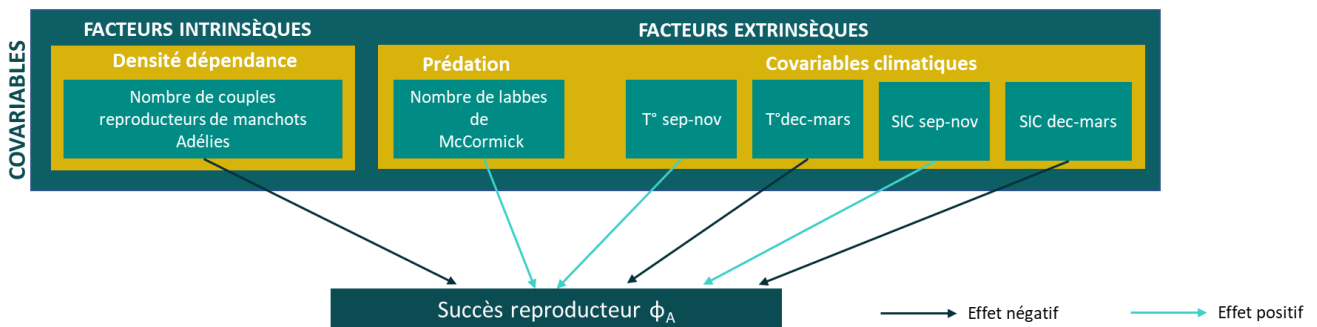 COVARIABLES
FACTEURS INTRINSÈQUES
Densité dépendance
Nombre de couples
reproducteurs de manchots
Adélies
FACTEURS EXTRINSÈQUES
Prédation
Nombre de labbes
de
McCormick
Covariables climatiques
T° sep-nov
T°dec-mars
SIC sep-nov
SIC dec-mars
Succès reproducteur ϕA
Effet négatif
Effet positif